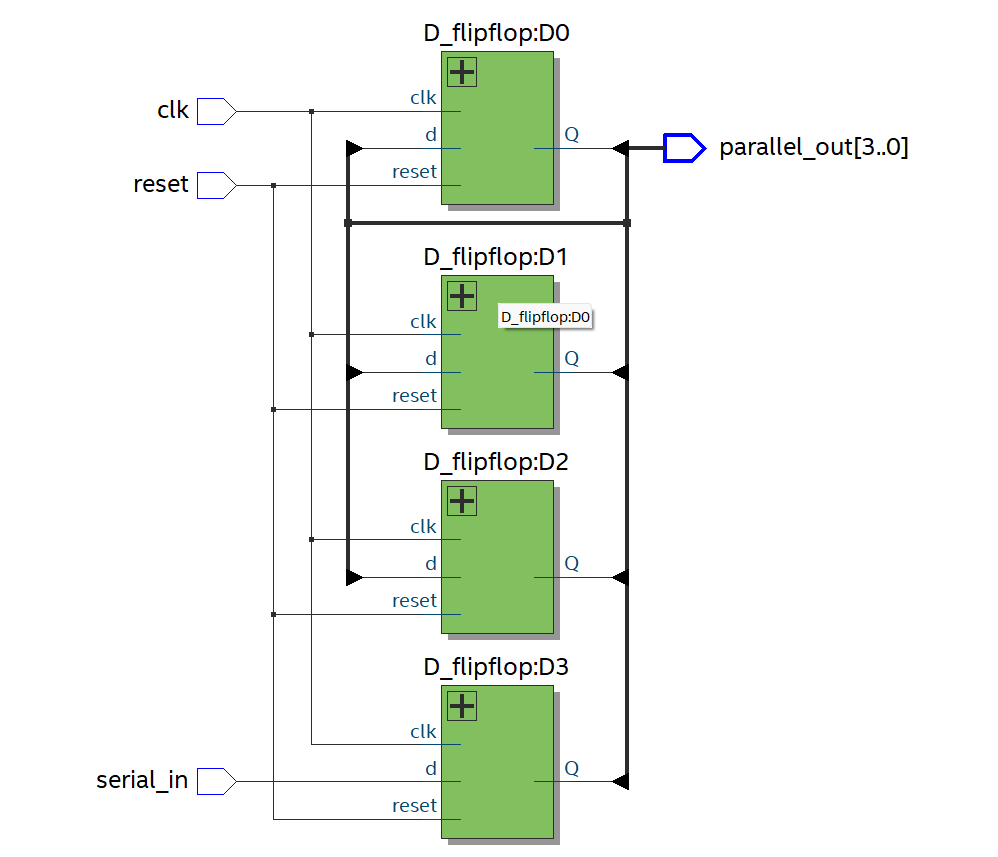 D_flipflop:D0
clk
clk
d
Q
parallel_out[3..0]
reset
reset
D_flipflop:D1
D_flipflop:D0
clk
d
Q
reset
D_flipflop:D2
clk
d
Q
reset
D_flipflop:D3
clk
serial_in
d
Q
reset